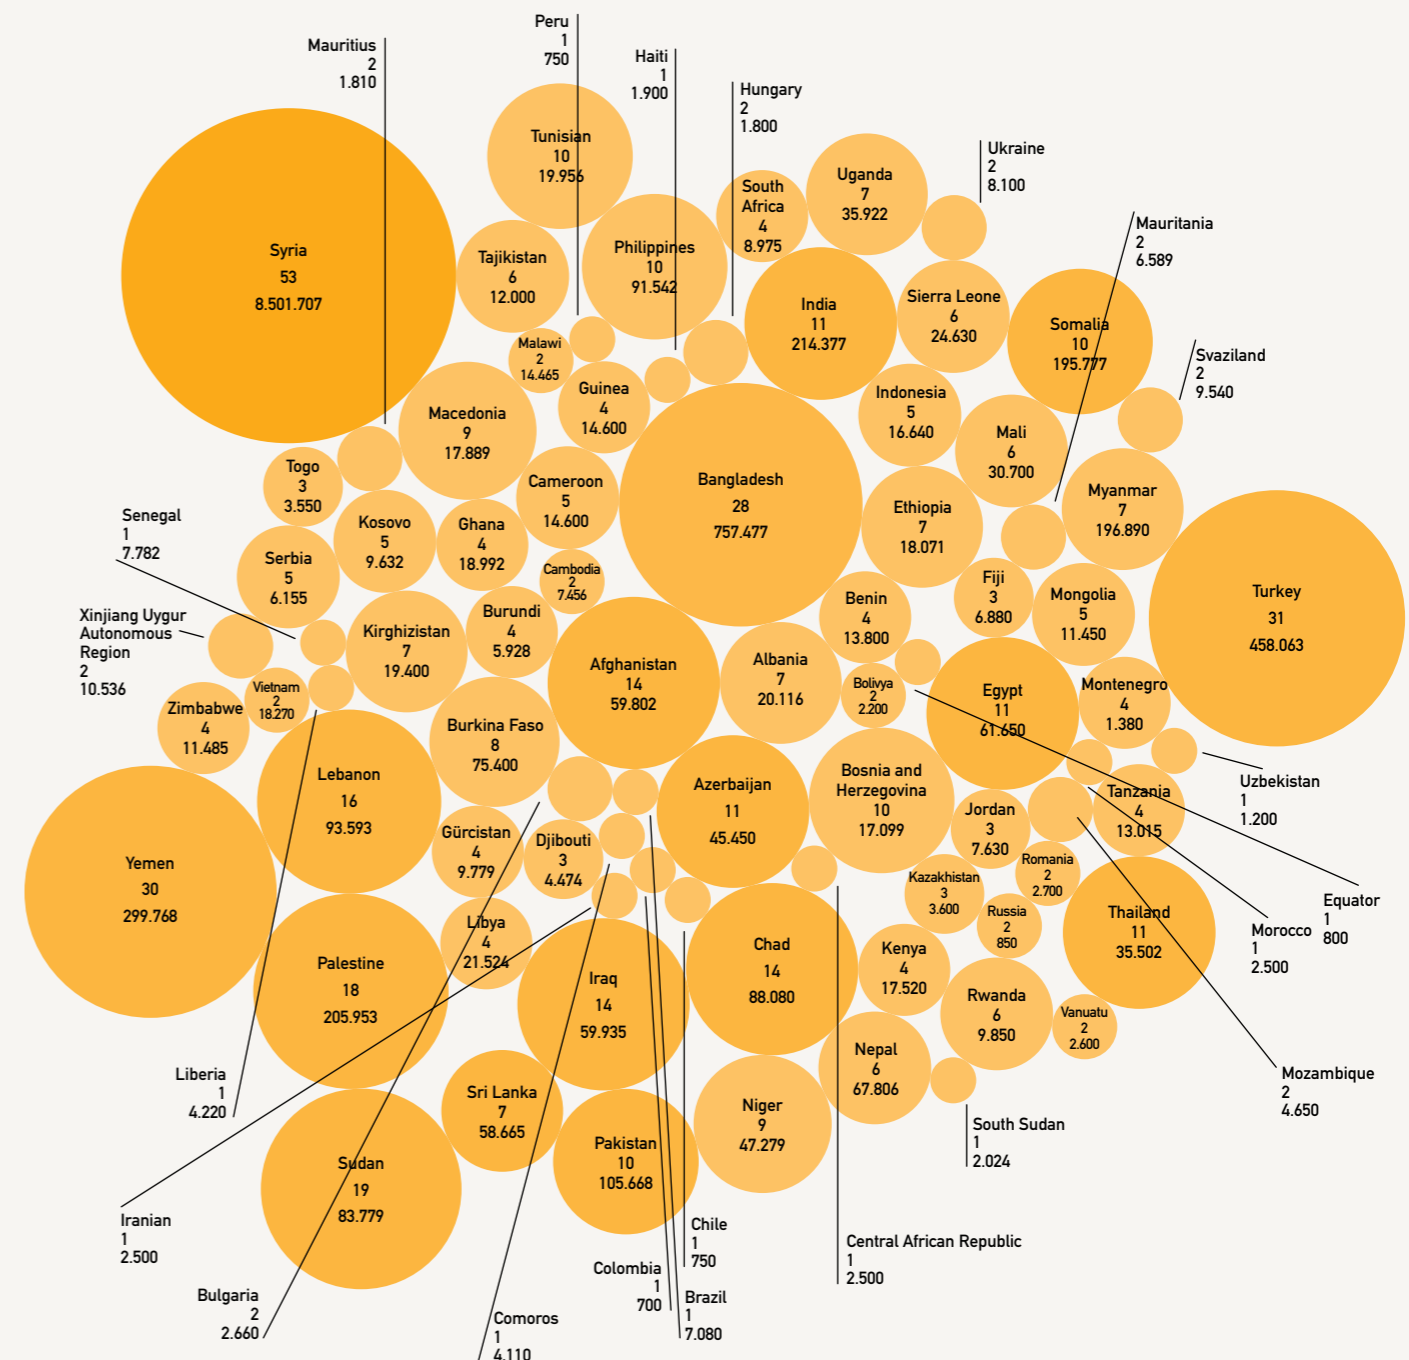 Peru
1
750
Mauritius
2
1.810
Haiti
1
1.900
Hungary
2
1.800
Tunisian
10
19.956
Ukraine
2
8.100
Uganda
7
35.922
South
Africa
4
8.975
Mauritania
2
6.589
Syria
53
8.501.707
Tajikistan
6
12.000
Philippines
10
91.542
India
11
214.377
Sierra Leone
6
24.630
Somalia
10
195.777
Svaziland
2
9.540
Malawi
2
14.465
Guinea
4
14.600
Indonesia
5
16.640
Macedonia
9
17.889
Mali
6
30.700
Togo
3
3.550
Cameroon
5
14.600
Bangladesh
28
757.477
Myanmar
7
196.890
Ethiopia
7
18.071
Senegal
1
7.782
Kosovo
5
9.632
Ghana
4
18.992
Serbia
5
6.155
Cambodia
2
7.456
Fiji
3
6.880
Benin
4
13.800
Mongolia
5
11.450
Turkey
31
458.063
Xinjiang Uygur
Autonomous
Region
2
10.536
Kirghizistan
7
19.400
Burundi
4
5.928
Afghanistan
14
59.802
Albania
7
20.116
Bolivya
2
2.200
Egypt
11
61.650
Montenegro
4
1.380
Vietnam
2
18.270
Zimbabwe
4
11.485
Burkina Faso
8
75.400
Lebanon
16
93.593
Azerbaijan
11
45.450
Bosnia and
Herzegovina
10
17.099
Uzbekistan
1
1.200
Tanzania
4
13.015
Jordan
3
7.630
Gürcistan
4
9.779
Djibouti
3
4.474
Yemen
30
299.768
Romania
2
2.700
Kazakhistan
3
3.600
Russia
2
850
Equator
1
800
Thailand
11
35.502
Morocco
1
2.500
Libya
4
21.524
Chad
14
88.080
Kenya
4
17.520
Palestine
18
205.953
Iraq
14
59.935
Rwanda
6
9.850
Vanuatu
2
2.600
Nepal
6
67.806
Liberia
1
4.220
Mozambique
2
4.650
Sri Lanka
7
58.665
Niger
9
47.279
South Sudan
1
2.024
Pakistan
10
105.668
Sudan
19
83.779
Iranian
1
2.500
Chile
1
750
Central African Republic
1
2.500
Colombia
1
700
Bulgaria
2
2.660
Brazil
1
7.080
Comoros
1
4.110